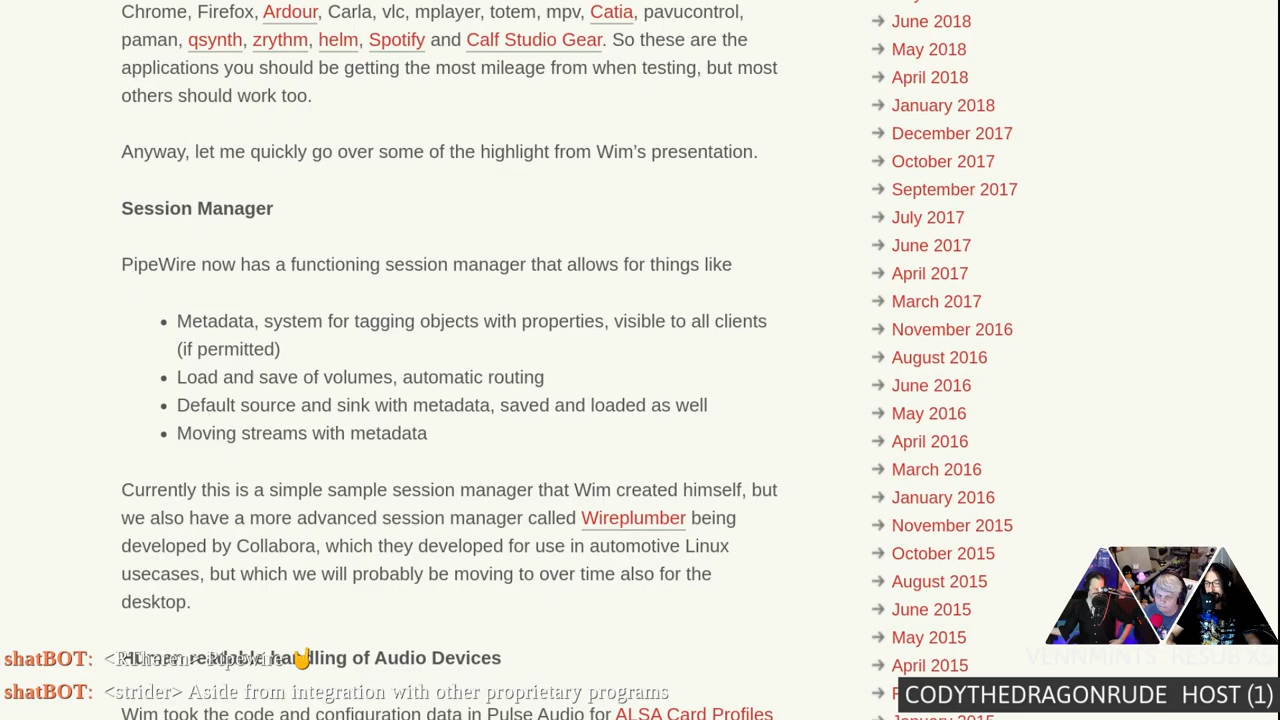 Chrome, Firefox, Ardour, Carla, vlc, mplayer, totem, mpv, Catia, pavucontrol,
paman, qsynth, zrythm, helm, Spotify and Calf Studio Gear. So these are the
applications you should be getting the most mileage from when testing, but most
others should work too.
Anyway, let me quickly go over some of the highlight from Wim’s presentation.
Session Manager
PipeWire now has a functioning session manager that allows for things like
• Metadata, system for tagging objects with properties, visible to all clients
(if permitted)
• Load and save of volumes, automatic routing
• Default source and sink with metadata, saved and loaded as well
• Moving streams with metadata
Currently this is a simple sample session manager that Wim created himself, but
we also have a more advanced session manager called Wireplumber being
developed by Collabora, which they developed for use in automotive Linux
usecases, but which we will probably be moving to over time also for the
desktop.
handling of Audio Devices
Wim took the code and configuration data in Pulse Audio for ALSA Card Profiles
June 2018
May 2018
April 2018
January 2018
December 2017
October 2017
September 2017
July 2017
June 2017
April 2017
March 2017
November 2016
August 2016
June 2016
May 2016
April 2016
March 2016
January 2016
November 2015
October 2015
August 2015
June 2015
May 2015
April 2015
January 2015
shatBOT:
shatBOT: <strider> Aside from integration with other proprietary programs
VENNMINTS RESUB X5
CODYTHEDRAGONRUDE HOST (1)